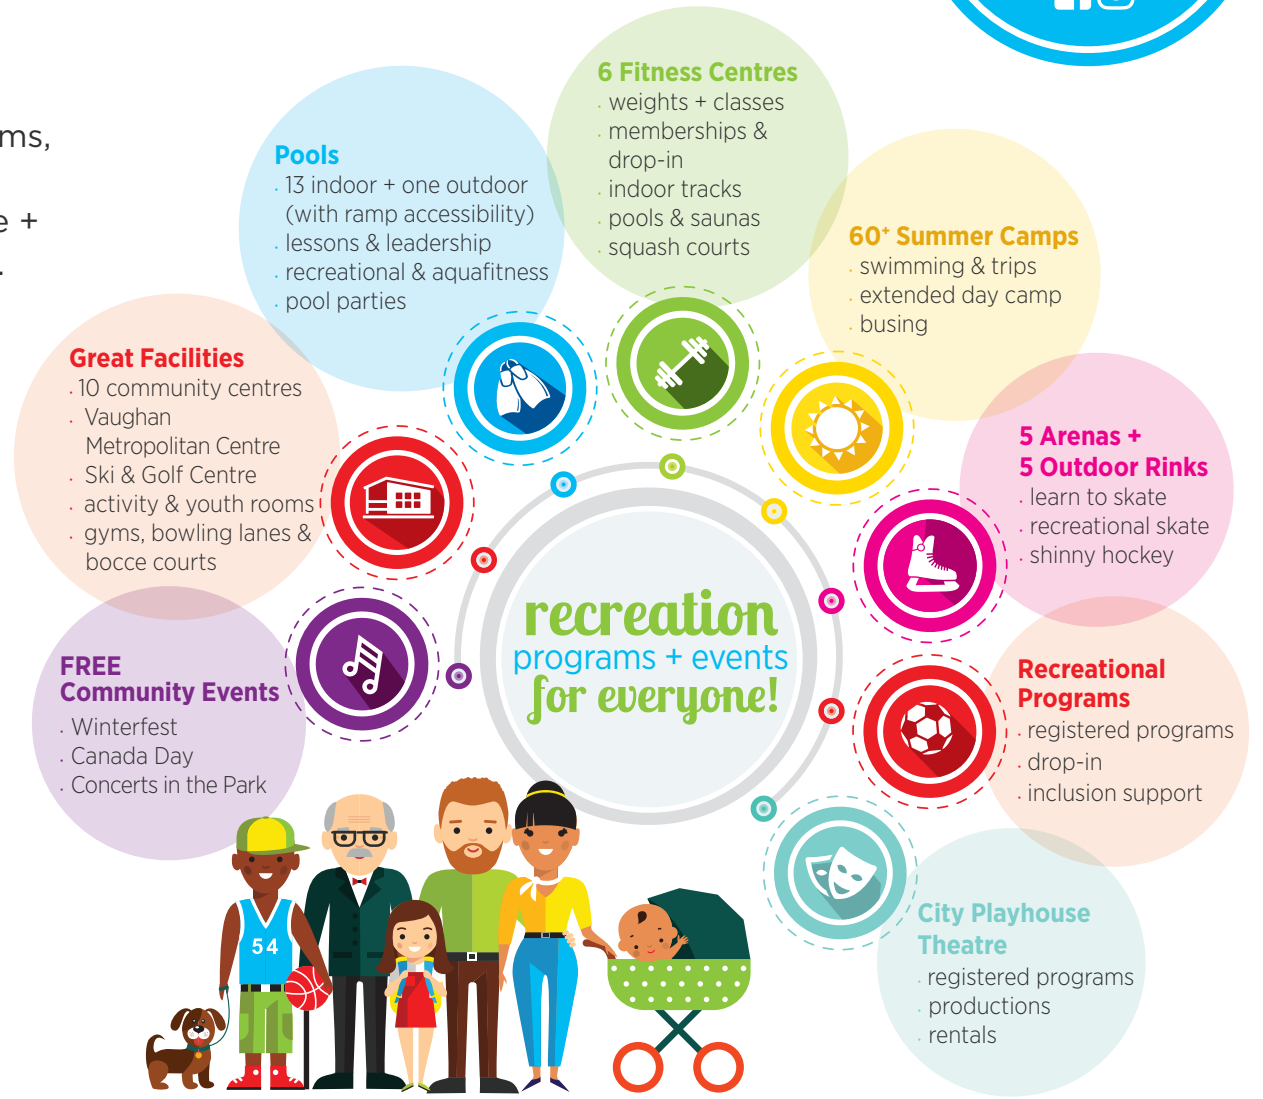 ms,
e +
.
6 Fitness Centres
· weights + classes
· memberships &
drop-in
· indoor tracks
· pools & saunas
· squash courts
Pools
· 13 indoor + one outdoor
(with ramp accessibility)
· lessons & leadership
· recreational & aquafitness
· pool parties
60+ Summer Camps
· swimming & trips
· extended day camp
· busing
Great Facilities
· 10 community centres
· Vaughan
Metropolitan Centre
· Ski & Golf Centre
· activity & youth rooms
· gyms, bowling lanes &
bocce courts
5 Arenas +
5 Outdoor Rinks
· learn to skate
· recreational skate
· shinny hockey
recreation
programs + events
for everyone!
FREE
Community Events
· Winterfest
· Canada Day
· Concerts in the Park
Recreational
Programs
· registered programs
· drop-in
· inclusion support
City Playhouse
Theatre
· registered programs
· productions
· rentals
54